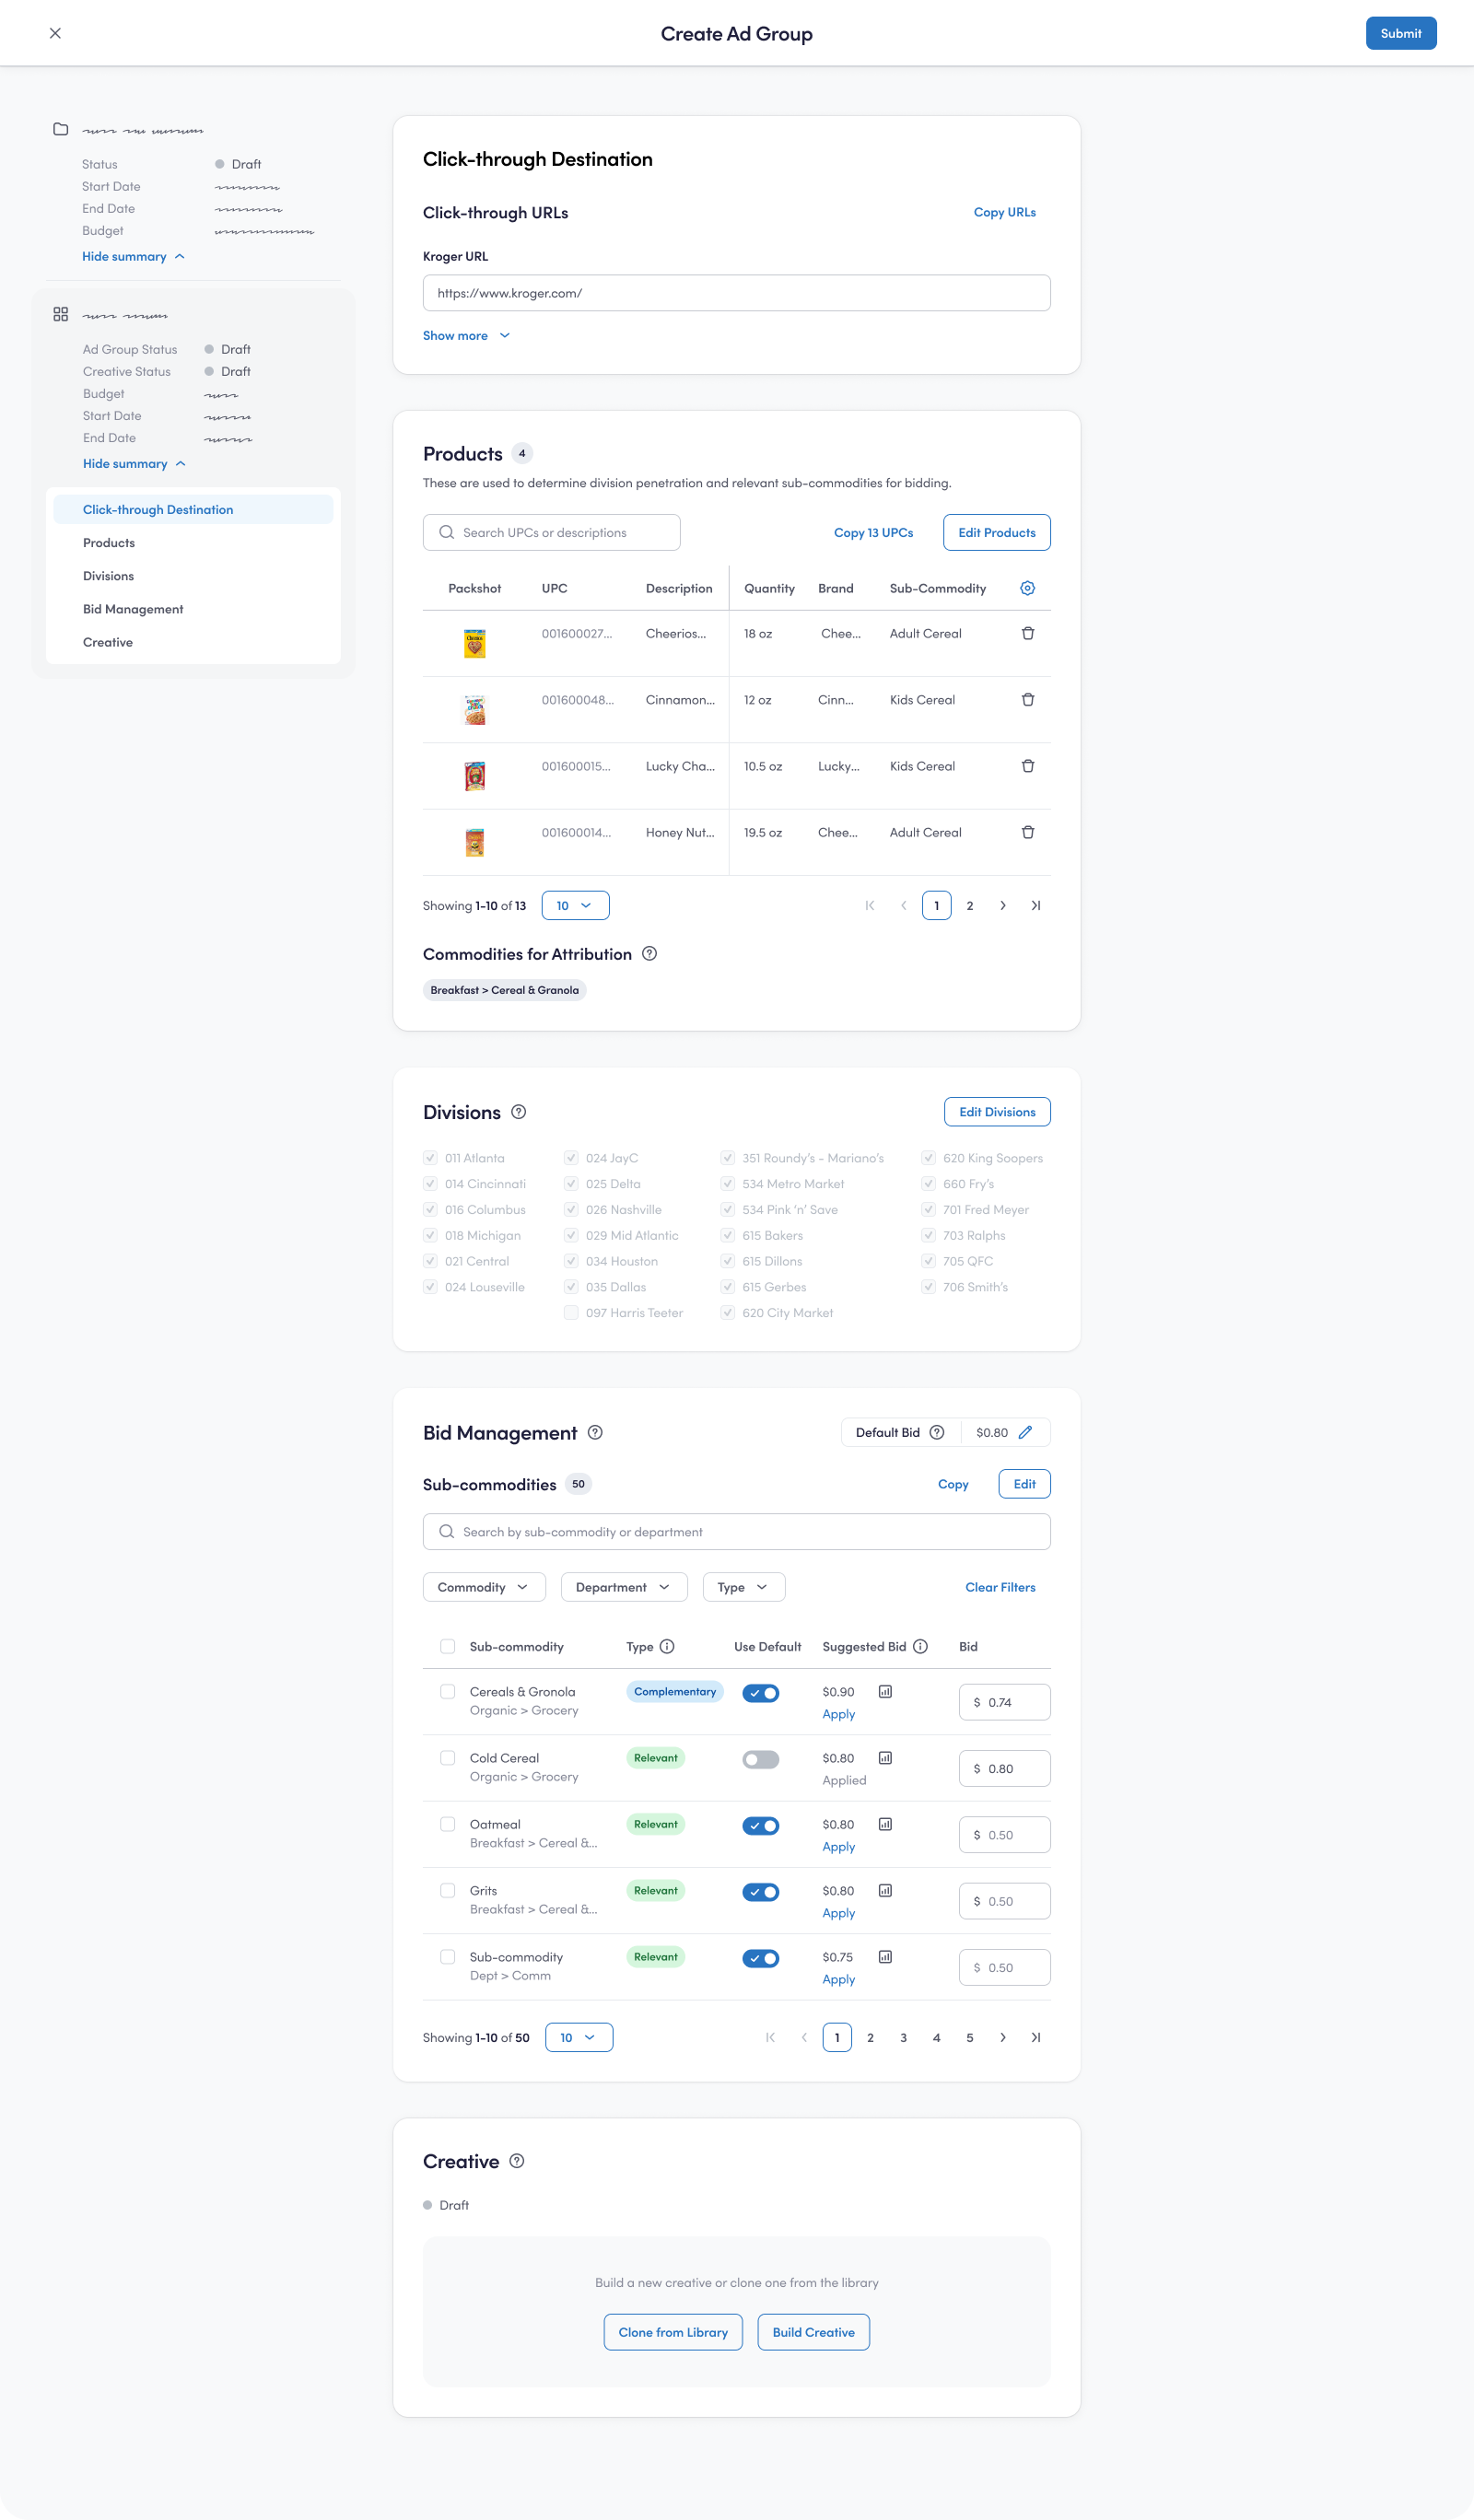 Create Ad Group
Submit
Status Draft
Start Date
End Date
Budget
Hide summary
Ad Group Status Draft
Creative Status Draft
Budget
Start Date
End Date
Hide summary
Click-through Destination
Products
Divisions
Bid Management
Creative
Click-through Destination
Click-through URLs Copy URLs
Kroger URL
https://www.kroger.com/
Show more
Products 4
These are used to determine division penetration and relevant sub-commodities for bidding.
Search UPCs or descriptions Copy 13 UPCs Edit Products
Packshot UPC Description Quantity Brand Sub-Commodity
001600027... Cheerios... 18 oz Chee... Adult Cereal
001600048... Cinnamon... 12 oz Cinn... Kids Cereal
001600015... Lucky Cha... 10.5 oz Lucky... Kids Cereal
001600014... Honey Nut... 19.5 oz Chee... Adult Cereal
Showing 1-10 of 13 10 1 2
Commodities for Attribution
Breakfast > Cereal & Granola
Divisions Edit Divisions
011 Atlanta 024 JayC 351 Roundy's - Mariano's 620 King Soopers
014 Cincinnati 025 Delta 534 Metro Market 660 Fry's
016 Columbus 026 Nashville 534 Pink 'n' Save 701 Fred Meyer
018 Michigan 029 Mid Atlantic 615 Bakers 703 Ralphs
021 Central 034 Houston 615 Dillons 705 QFC
024 Louseville 035 Dallas 615 Gerbes 706 Smith's
097 Harris Teeter 620 City Market
Bid Management Default Bid $0.80
Sub-commodities 50 Copy Edit
Search by sub-commodity or department
Commodity Department Type Clear Filters
Sub-commodity Type Use Default Suggested Bid Bid
Cereals & Gronola Complementary $0.90 $ 0.74
Organic > Grocery Apply
Cold Cereal Relevant $0.80 $ 0.80
Organic > Grocery Applied
Oatmeal Relevant $0.80 $ 0.50
Breakfast > Cereal &... Apply
Grits Relevant $0.80 $ 0.50
Breakfast > Cereal &... Apply
Sub-commodity Relevant $0.75 $ 0.50
Dept > Comm Apply
Showing 1-10 of 50 10 1 2 3 4 5
Creative
Draft
Build a new creative or clone one from the library
Clone from Library Build Creative